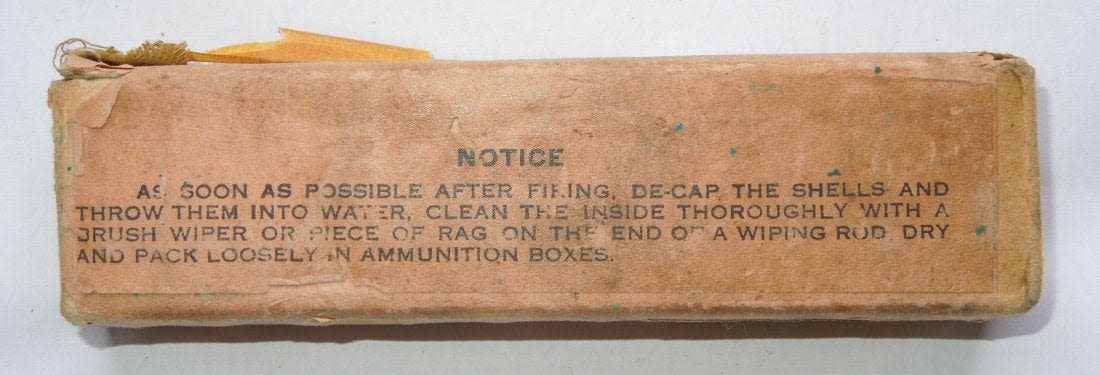 NOTICE
AS SOON AS POSSIBLE AFTER FIRING, DE-CAP THE SHELLS AND
THROW THEM INTO WATER, CLEAN THE INSIDE THOROUGHLY WITH A
BRUSH WIPER OR PIECE OF RAG ON THE END OF A WIPING ROD, DRY
AND PACK LOOSELY IN AMMUNITION BOXES.